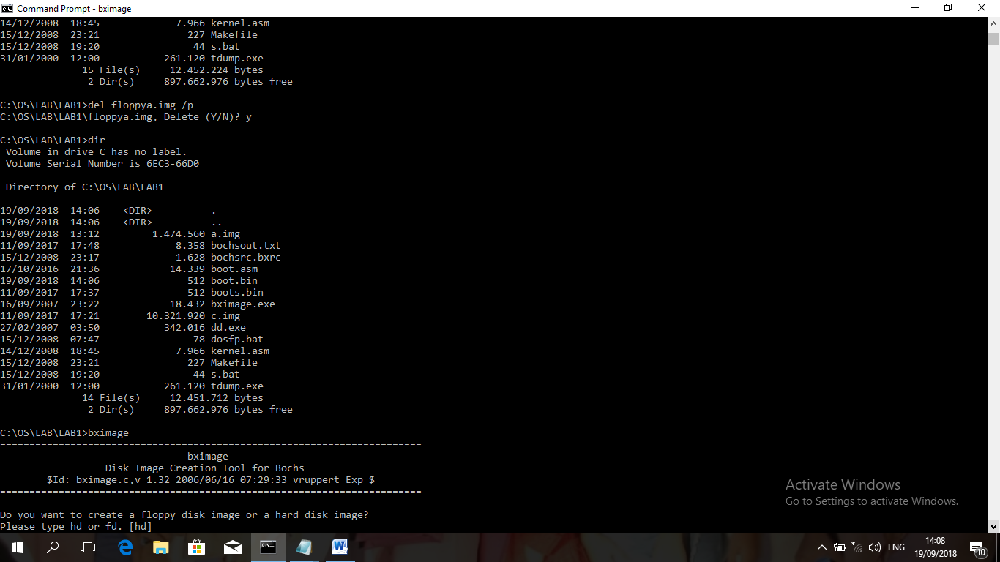 Command Prompt - bximage
14/12/2008  18:45             7.966 kernel.asm
15/12/2008  23:21               227 Makefile
15/12/2008  19:20                44 s.bat
31/01/2000  12:00           261.120 tdump.exe
              15 File(s)     12.452.224 bytes
               2 Dir(s)     897.662.976 bytes free
C:\OS\LAB\LAB1>del floppya.img /p
C:\OS\LAB\LAB1\floppya.img, Delete (Y/N)? y
C:\OS\LAB\LAB1>dir
 Volume in drive C has no label.
 Volume Serial Number is 6EC3-66D0
 Directory of C:\OS\LAB\LAB1
19/09/2018  14:06    <DIR>          .
19/09/2018  14:06    <DIR>          ..
19/09/2018  13:12         1.474.560 a.img
11/09/2017  17:48             8.358 bochsout.txt
15/12/2008  23:17             1.628 bochsrc.bxrc
17/10/2016  21:36            14.339 boot.asm
19/09/2018  14:06               512 boot.bin
11/09/2017  17:37               512 boots.bin
16/09/2007  23:22            18.432 bximage.exe
11/09/2017  17:21        10.321.920 c.img
27/02/2007  03:50           342.016 dd.exe
15/12/2008  07:47                78 dosfp.bat
14/12/2008  18:45             7.966 kernel.asm
15/12/2008  23:21               227 Makefile
15/12/2008  19:20                44 s.bat
31/01/2000  12:00           261.120 tdump.exe
              14 File(s)     12.451.712 bytes
               2 Dir(s)     897.662.976 bytes free
C:\OS\LAB\LAB1>bximage
========================================================================
                                bximage
                  Disk Image Creation Tool for Bochs
        $Id: bximage.c,v 1.32 2006/06/16 07:29:33 vruppert Exp $
========================================================================
Do you want to create a floppy disk image or a hard disk image?
Please type hd or fd. [hd]
Activate Windows
Go to Settings to activate Windows.
ENG
14:08
19/09/2018
10